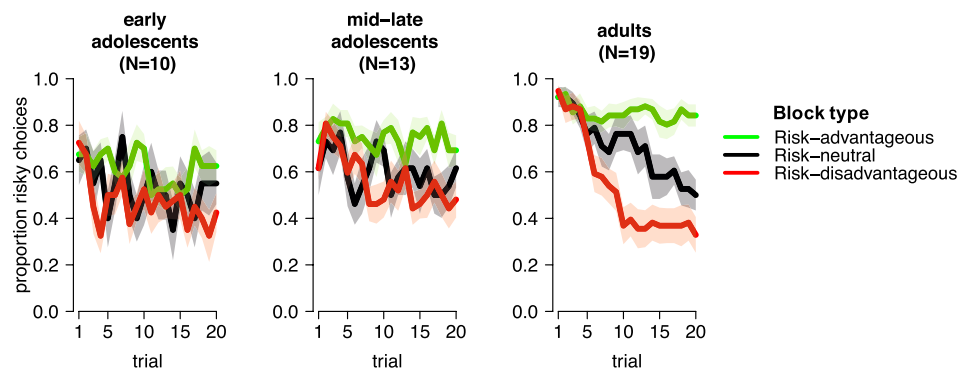 early
adolescents
(N=10)
mid−late
adolescents
(N=13)
adults
(N=19)
proportion risky choices
1.0
0.8
0.6
0.4
0.2
0.0
1
5
10
15
20
trial
1.0
0.8
0.6
0.4
0.2
0.0
1
5
10
15
20
trial
1.0
0.8
0.6
0.4
0.2
0.0
1
5
10
15
20
trial
Block type
Risk−advantageous
Risk−neutral
Risk−disadvantageous